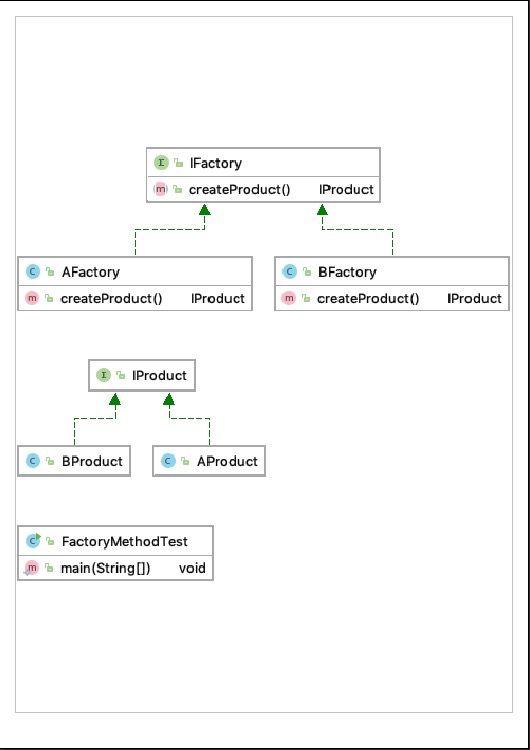 I IFactory
m createProduct() IProduct
C AFactory
m createProduct() IProduct
C BFactory
m createProduct() IProduct
I IProduct
C BProduct
C AProduct
C FactoryMethodTest
m main(String[]) void